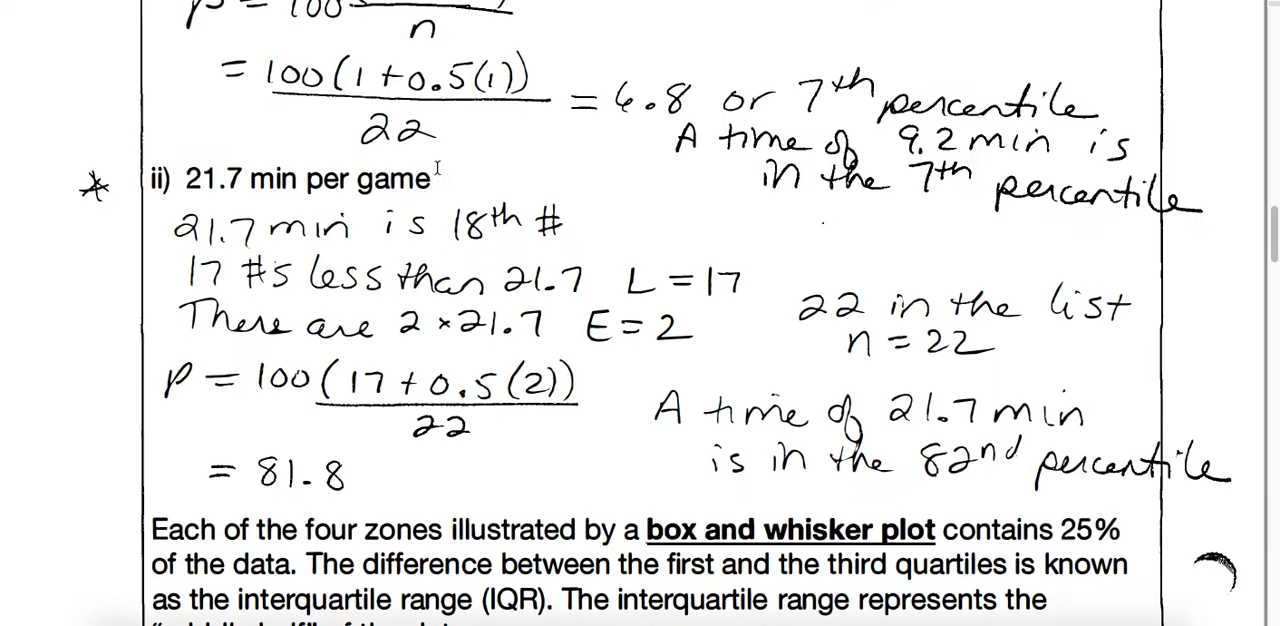 p = 100
n
= 100(1+0.5(1))
22
= 6.8 or 7th percentile
A time of 9.2 min is
in the 7th percentile
ii) 21.7 min per game
21.7 min is 18th #
17 #s less than 21.7 L = 17
There are 2 × 21.7 E = 2
22 in the list
n = 22
p = 100(17+0.5(2))
22
= 81.8
A time of 21.7 min
is in the 82nd percentile
Each of the four zones illustrated by a box and whisker plot contains 25%
of the data. The difference between the first and the third quartiles is known
as the interquartile range (IQR). The interquartile range represents the